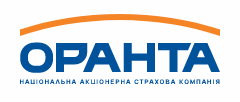 ОРАНТА
НАЦІОНАЛЬНА АКЦІОНЕРНА СТРАХОВА КОМПАНІЯ